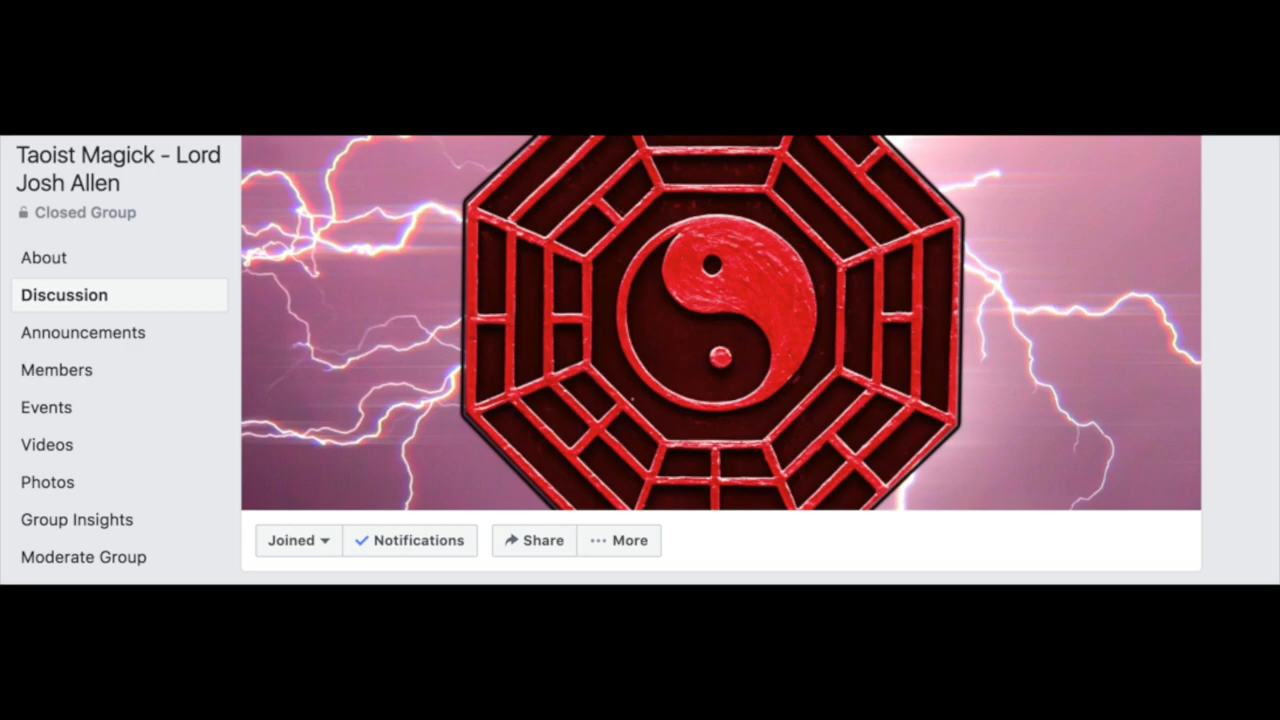 Taoist Magick - Lord
Josh Allen
Closed Group
About
Discussion
Announcements
Members
Events
Videos
Photos
Group Insights
Moderate Group
Joined
Notifications
Share
More